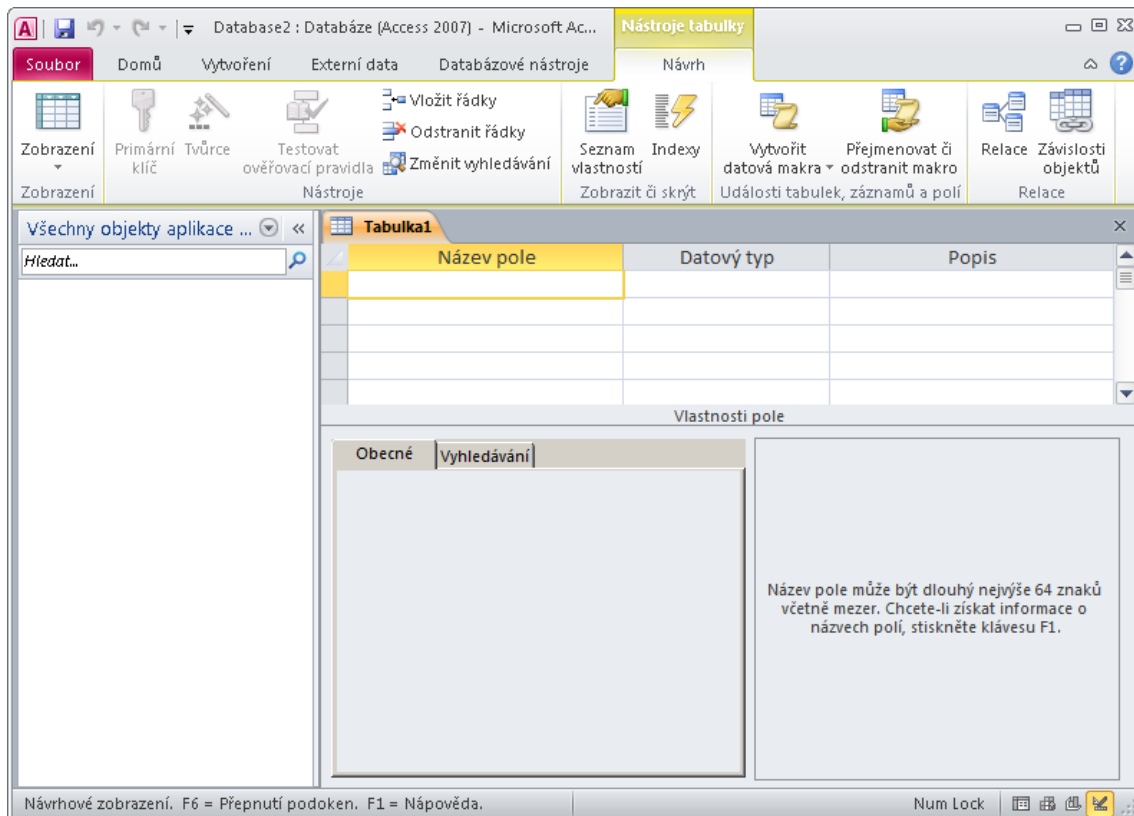 Database2 : Databáze (Access 2007) - Microsoft Ac...
Nástroje tabulky
Soubor
Domů
Vytvoření
Externí data
Databázové nástroje
Návrh
Zobrazení
Primární
klíč
Tvůrce
Testovat
ověřovací pravidla
Vložit řádky
Odstranit řádky
Změnit vyhledávání
Seznam
vlastností
Indexy
Vytvořit
datová makra
Přejmenovat či
odstranit makro
Relace
Závislosti
objektů
Zobrazení
Nástroje
Zobrazit či skrýt
Události tabulek, záznamů a polí
Relace
Všechny objekty aplikace ...
Hledat...
Tabulka1
Název pole
Datový typ
Popis
Vlastnosti pole
Obecné
Vyhledávání
Název pole může být dlouhý nejvýše 64 znaků
včetně mezer. Chcete-li získat informace o
názvech polí, stiskněte klávesu F1.
Návrhové zobrazení. F6 = Přepnutí podoken. F1 = Nápověda.
Num Lock